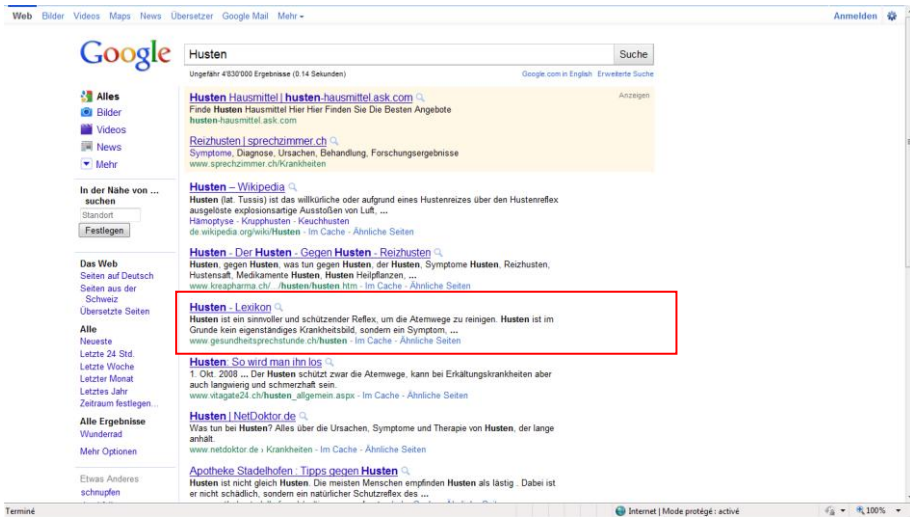 Web Bilder Videos Maps News Übersetzer Google Mail Mehr
Anmelden
Google
Husten
Suche
Ungefähr 4'830'000 Ergebnisse (0.14 Sekunden)
Google.com in English Erweiterte Suche
Alles
Bilder
Videos
News
Mehr
In der Nähe von ...
suchen
Standort
Festlegen
Das Web
Seiten auf Deutsch
Seiten aus der
Schweiz
Übersetzte Seiten
Alle
Neueste
Letzte 24 Std.
Letzte Woche
Letzter Monat
Letztes Jahr
Zeitraum festlegen...
Alle Ergebnisse
Wunderrad
Mehr Optionen
Etwas Anderes
schnupfen
Husten Hausmittel | husten-hausmittel.ask.com
Anzeigen
Finde Husten Hausmittel Hier Hier Finden Sie Die Besten Angebote
husten-hausmittel.ask.com
Reizhusten | sprechzimmer.ch
Symptome, Diagnose, Ursachen, Behandlung, Forschungsergebnisse
www.sprechzimmer.ch/Krankheiten
Husten – Wikipedia
Husten (lat. Tussis) ist das willkürliche oder aufgrund eines Hustenreizes über den Hustenreflex
ausgelöste explosionsartige Ausstoßen von Luft, ...
Hämoptyse - Krupphusten - Keuchhusten
de.wikipedia.org/wiki/Husten - Im Cache - Ähnliche Seiten
Husten - Der Husten - Gegen Husten - Reizhusten
Husten, gegen Husten, was tun gegen Husten, der Husten, Symptome Husten, Reizhusten,
Hustensaft, Medikamente Husten, Husten Heilpflanzen, ...
www.kreapharma.ch/.../husten/husten.htm - Im Cache - Ähnliche Seiten
Husten - Lexikon
Husten ist ein sinnvoller und schützender Reflex, um die Atemwege zu reinigen. Husten ist im
Grunde kein eigenständiges Krankheitsbild, sondern ein Symptom, ...
www.gesundheitsprechstunde.ch/husten - Im Cache - Ähnliche Seiten
Husten: So wird man ihn los
1. Okt. 2008 ... Der Husten schützt zwar die Atemwege, kann bei Erkältungskrankheiten aber
auch langwierig und schmerzhaft sein.
www.vitagate24.ch/husten_allgemein.aspx - Im Cache - Ähnliche Seiten
Husten | NetDoktor.de
Was tun bei Husten? Alles über die Ursachen, Symptome und Therapie von Husten, der lange
anhält.
www.netdoktor.de › Krankheiten - Im Cache - Ähnliche Seiten
Apotheke Stadelhofen : Tipps gegen Husten
Husten ist nicht gleich Husten. Die meisten Menschen empfinden Husten als lästig . Dabei ist
er nicht schädlich, sondern ein natürlicher Schutzreflex des ...
Terminé
Internet | Mode protégé : activé
100%